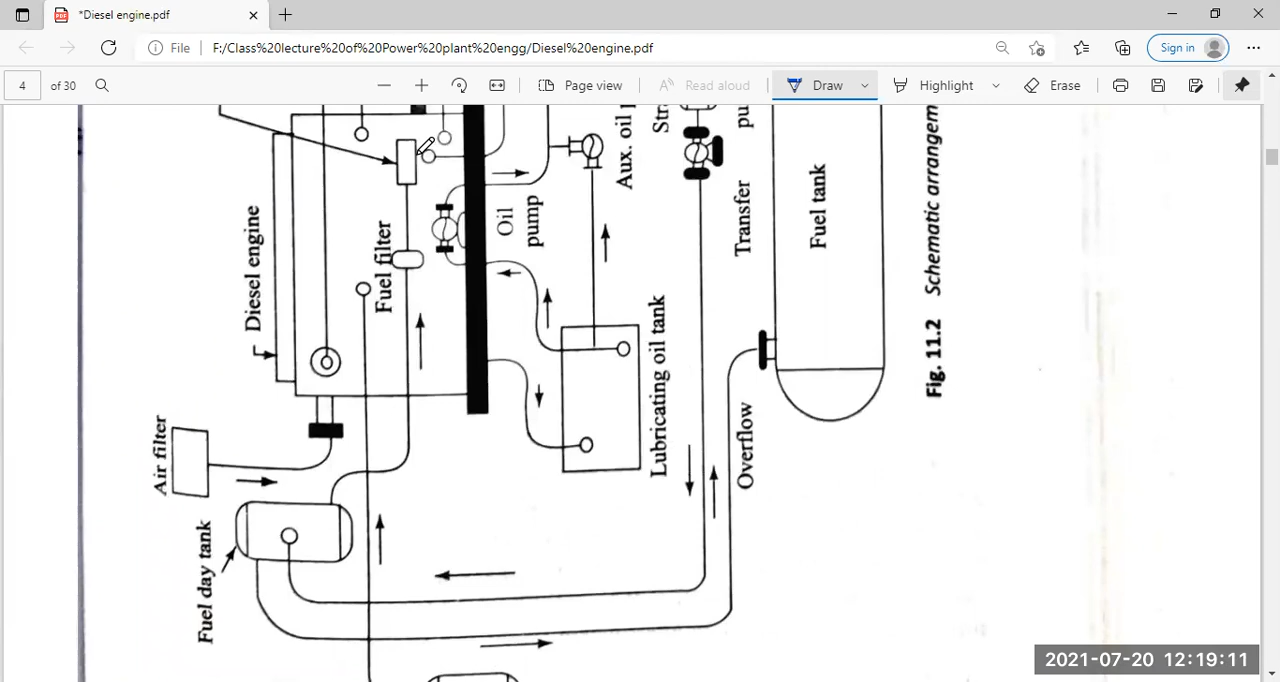 *Diesel engine.pdf
File
F:/Class%20lecture%20of%20Power%20plant%20engg/Diesel%20engine.pdf
Sign in
4
of 30
Page view
Read aloud
Draw
Highlight
Erase
Diesel engine
Fuel filter
Oil
pump
Aux. oil
Transfer
Fuel tank
Fig. 11.2 Schematic
Air filter
Lubricating oil tank
Overflow
Fuel day tank
2021-07-20 12:19:11